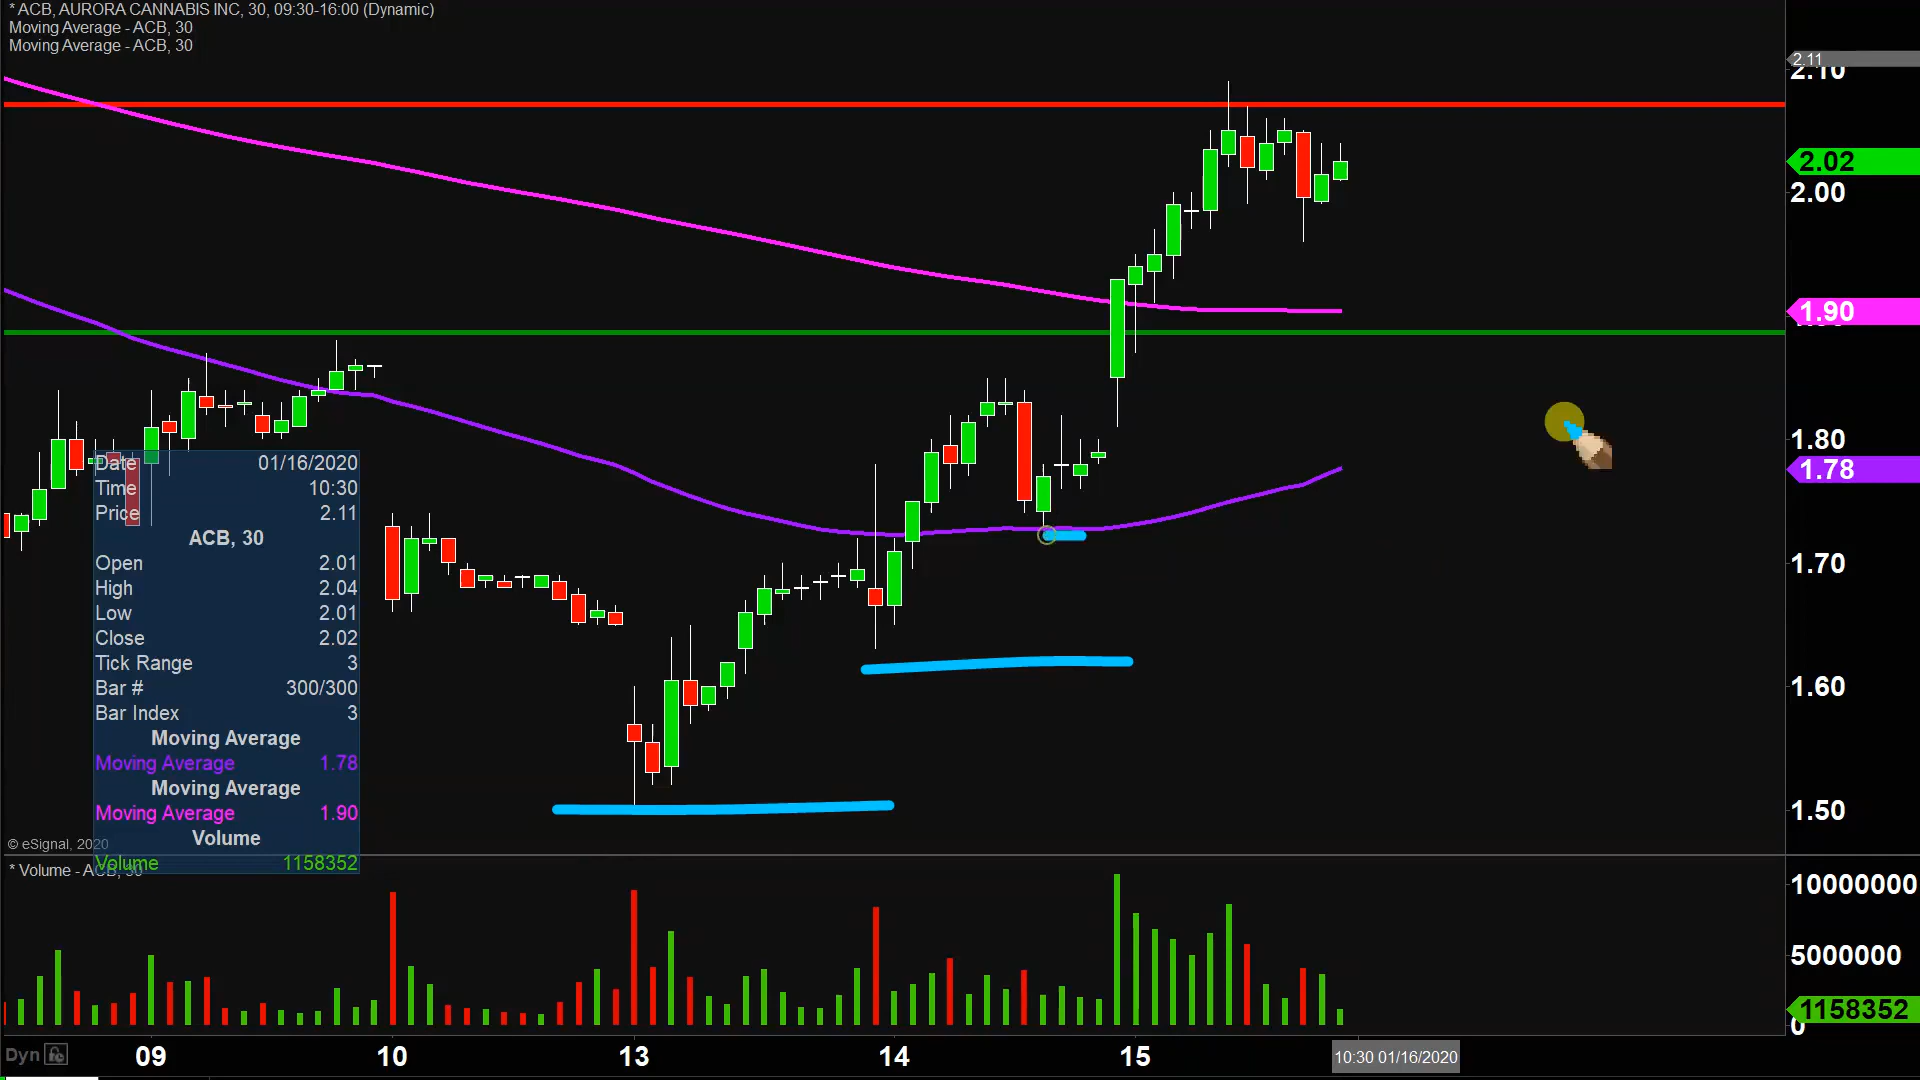 * ACB, AURORA CANNABIS INC, 30, 09:30-16:00 (Dynamic)
Moving Average - ACB, 30
Moving Average - ACB, 30
2.11
2.10
2.02
2.00
1.90
1.80
1.78
1.70
1.60
1.50
Date 01/16/2020
Time 10:30
Price 2.11
ACB, 30
Open 2.01
High 2.04
Low 2.01
Close 2.02
Tick Range 3
Bar # 300/300
Bar Index 3
Moving Average
Moving Average 1.78
Moving Average
Moving Average 1.90
Volume
Volume 1158352
© eSignal, 2020
* Volume - ACB, 30
10000000
5000000
1158352
0
Dyn 09 10 13 14 15 10:30 01/16/2020